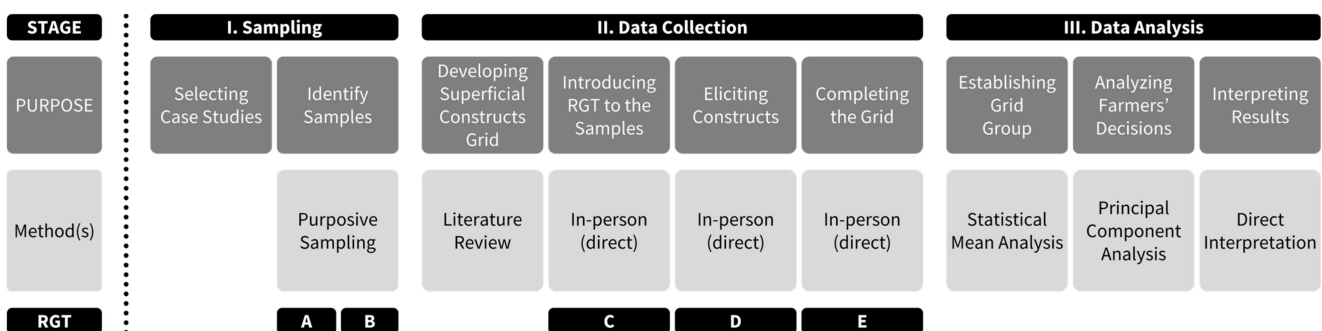 STAGE
I. Sampling
II. Data Collection
III. Data Analysis
PURPOSE
Selecting
Case Studies
Identify
Samples
Developing
Superficial
Constructs
Grid
Introducing
RGT to the
Samples
Eliciting
Constructs
Completing
the Grid
Establishing
Grid
Group
Analyzing
Farmers’
Decisions
Interpreting
Results
Method(s)
Purposive
Sampling
Literature
Review
In-person
(direct)
In-person
(direct)
In-person
(direct)
Statistical
Mean Analysis
Principal
Component
Analysis
Direct
Interpretation
RGT
A
B
C
D
E